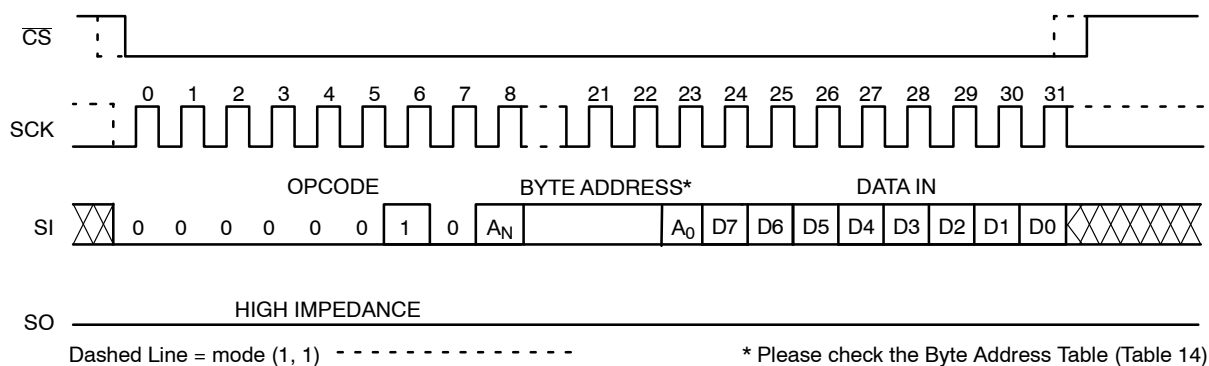 CS
0 1 2 3 4 5 6 7 8 21 22 23 24 25 26 27 28 29 30 31
SCK
OPCODE BYTE ADDRESS* DATA IN
SI 0 0 0 0 0 0 1 0 AN A0 D7 D6 D5 D4 D3 D2 D1 D0
HIGH IMPEDANCE
SO
Dashed Line = mode (1, 1) * Please check the Byte Address Table (Table 14)